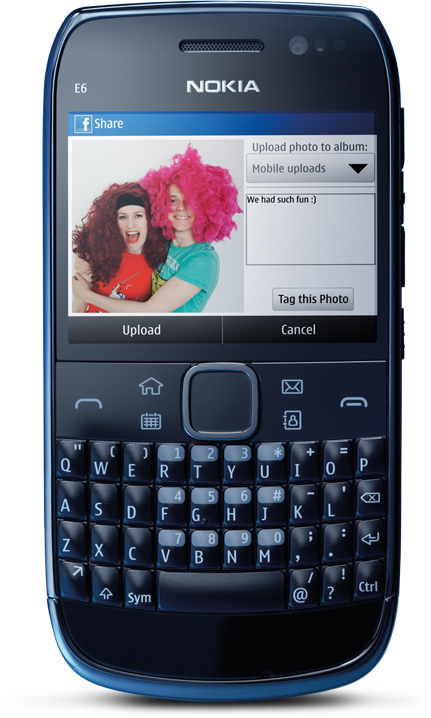 E6
NOKIA
f Share
Upload photo to album:
Mobile uploads
We had such fun :)
Tag this Photo
Upload Cancel
Q " W ( E ) R 1 T 2 Y 3 U * I + O = P
A S D F 4 G 5 H 6 J # K - L '
Z X C V 7 B 8 N 9 M 0 , ; . :
Sym @ / ? ! Ctrl